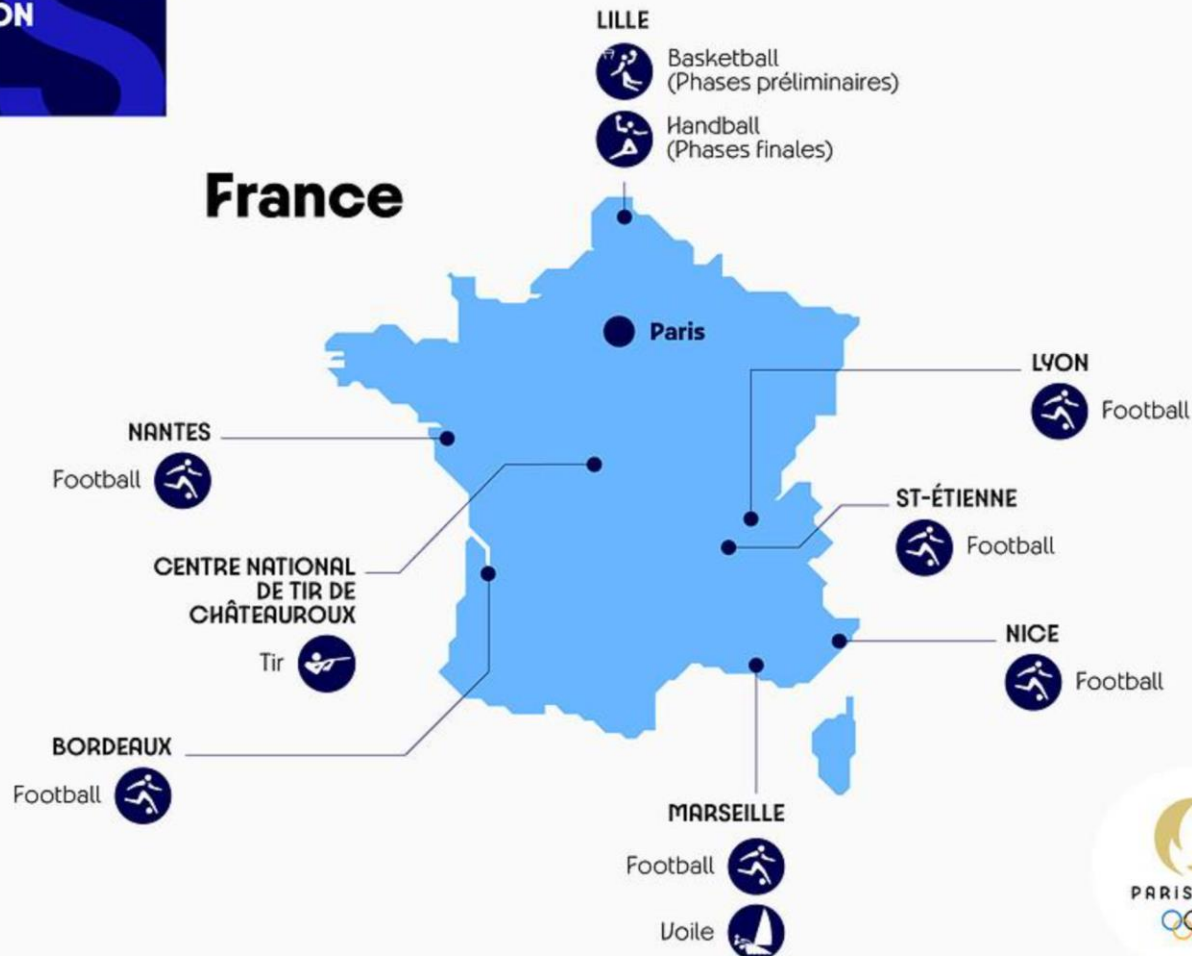 ON
LILLE
Basketball
(Phases préliminaires)
Handball
(Phases finales)
France
Paris
LYON
Football
NANTES
Football
ST-ÉTIENNE
Football
CENTRE NATIONAL
DE TIR DE
CHÂTEAUROUX
Tir
NICE
Football
BORDEAUX
Football
MARSEILLE
Football
Voile
PARIS